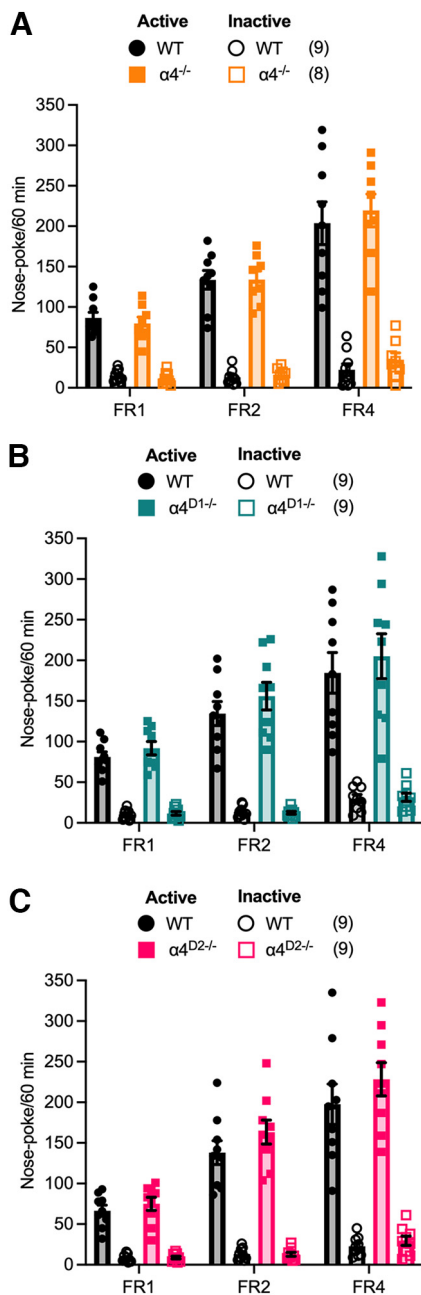 A
Active Inactive
WT WT (9)
α4-/- α4-/- (8)
350
300
250
200
150
100
50
0
Nose-poke/60 min
FR1 FR2 FR4
B
Active Inactive
WT WT (9)
α4D1-/- α4D1-/- (9)
350
300
250
200
150
100
50
0
Nose-poke/60 min
FR1 FR2 FR4
C
Active Inactive
WT WT (9)
α4D2-/- α4D2-/- (9)
350
300
250
200
150
100
50
0
Nose-poke/60 min
FR1 FR2 FR4